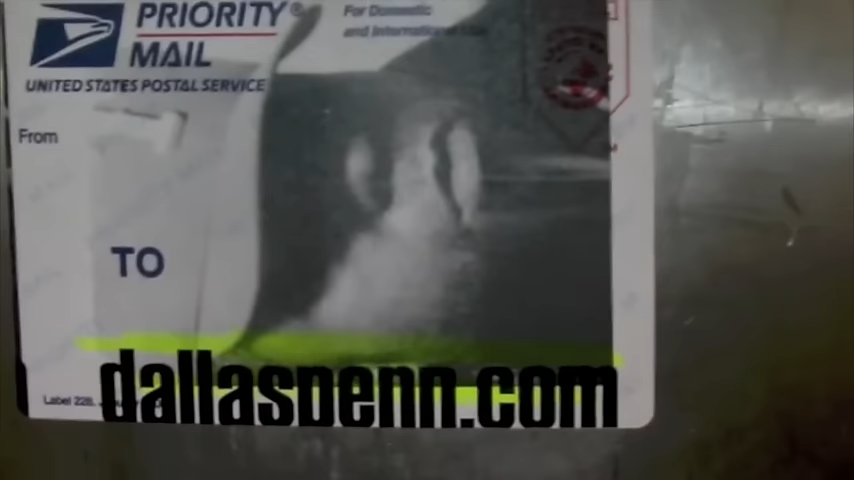 PRIORITY®
MAIL
UNITED STATES POSTAL SERVICE
For Domestic
and International Use
From
TO
Label 228,
dallaspenn.com